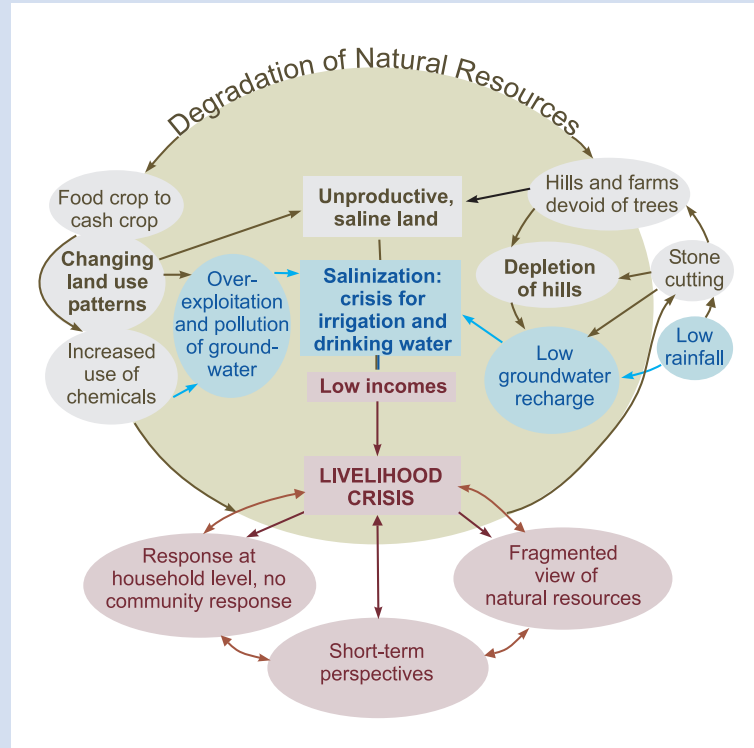 Degradation of Natural Resources
Food crop to
cash crop
Changing
land use
patterns
Increased
use of
chemicals
Over-
exploitation
and pollution
of ground-
water
Unproductive,
saline land
Salinization:
crisis for
irrigation and
drinking water
Low incomes
LIVELIHOOD
CRISIS
Hills and farms
devoid of trees
Depletion
of hills
Stone
cutting
Low
groundwater
recharge
Low
rainfall
Response at
household level, no
community response
Short-term
perspectives
Fragmented
view of
natural resources